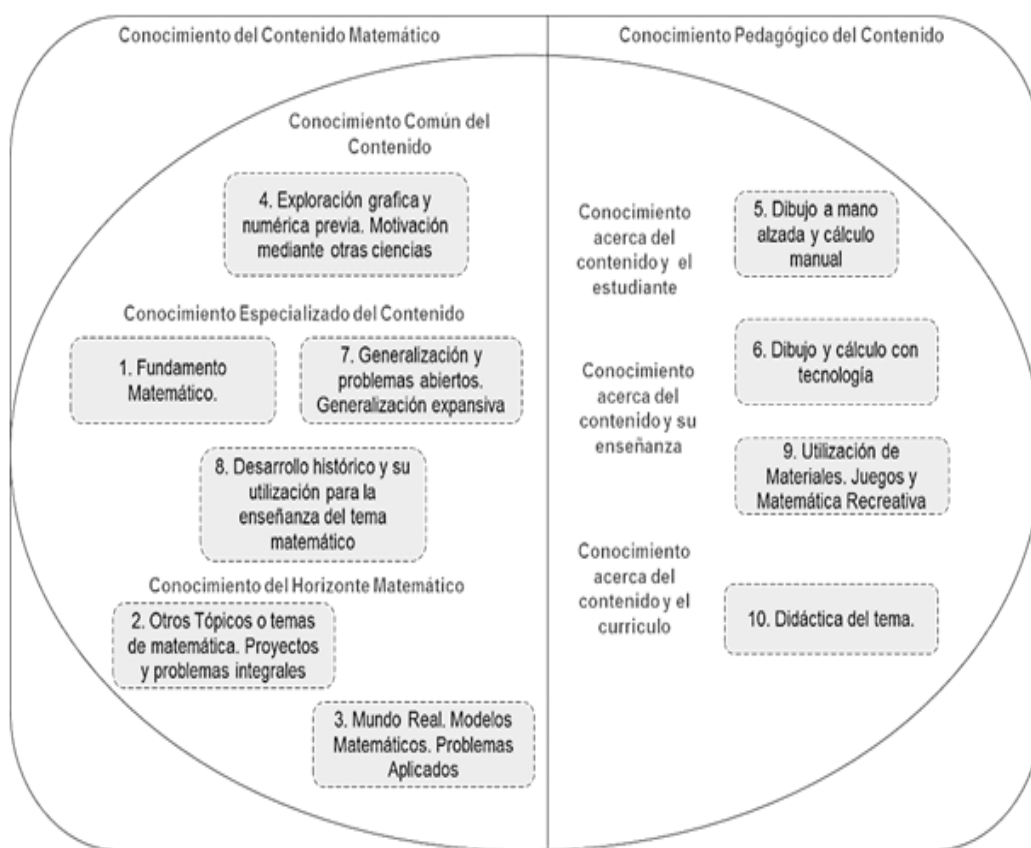 Conocimiento del Contenido Matemático
Conocimiento Pedagógico del Contenido
Conocimiento Común del
Contenido
4. Exploración grafica y
numérica previa. Motivación
mediante otras ciencias
Conocimiento Especializado del Contenido
1. Fundamento
Matemático.
7. Generalización y
problemas abiertos.
Generalización expansiva
8. Desarrollo histórico y su
utilización para la
enseñanza del tema
matemático
Conocimiento del Horizonte Matemático
2. Otros Tópicos o temas
de matemática. Proyectos
y problemas integrales
3. Mundo Real. Modelos
Matemáticos. Problemas
Aplicados
Conocimiento
acerca del
contenido y el
estudiante
5. Dibujo a mano
alzada y cálculo
manual
6. Dibujo y cálculo con
tecnología
Conocimiento
acerca del
contenido y su
enseñanza
9. Utilización de
Materiales. Juegos y
Matemática Recreativa
Conocimiento
acerca del
contenido y el
curriculo
10. Didáctica del tema.